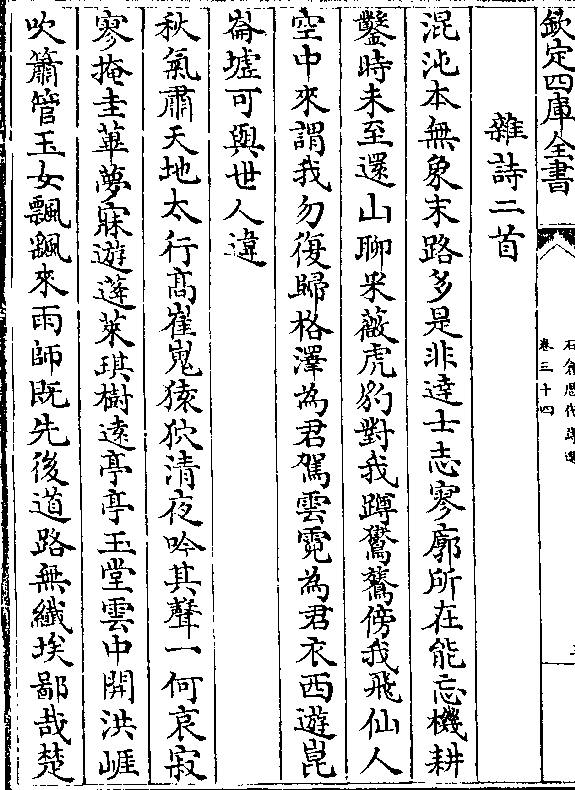 欽定四庫全書
石倉歷代詩選
卷三十四
雜詩二首
混沌本無象末路多是非達士志寥廓所在能忘機耕
鑿時未至還山聊采薇虎豹對我蹲鸑鷟傍我飛仙人
空中來謂我勿復歸格澤為君駕雲霓為君衣西遊崑
崙墟可與世人違
秋氣肅天地太行高崔嵬猿狖清夜吟其聲一何哀寂
寥掩圭蓽夢寐遊蓬萊琪樹遠亭亭玉堂雲中開洪崖
吹簫管玉女飄颻來雨師既先後道路無纖埃鄙哉楚